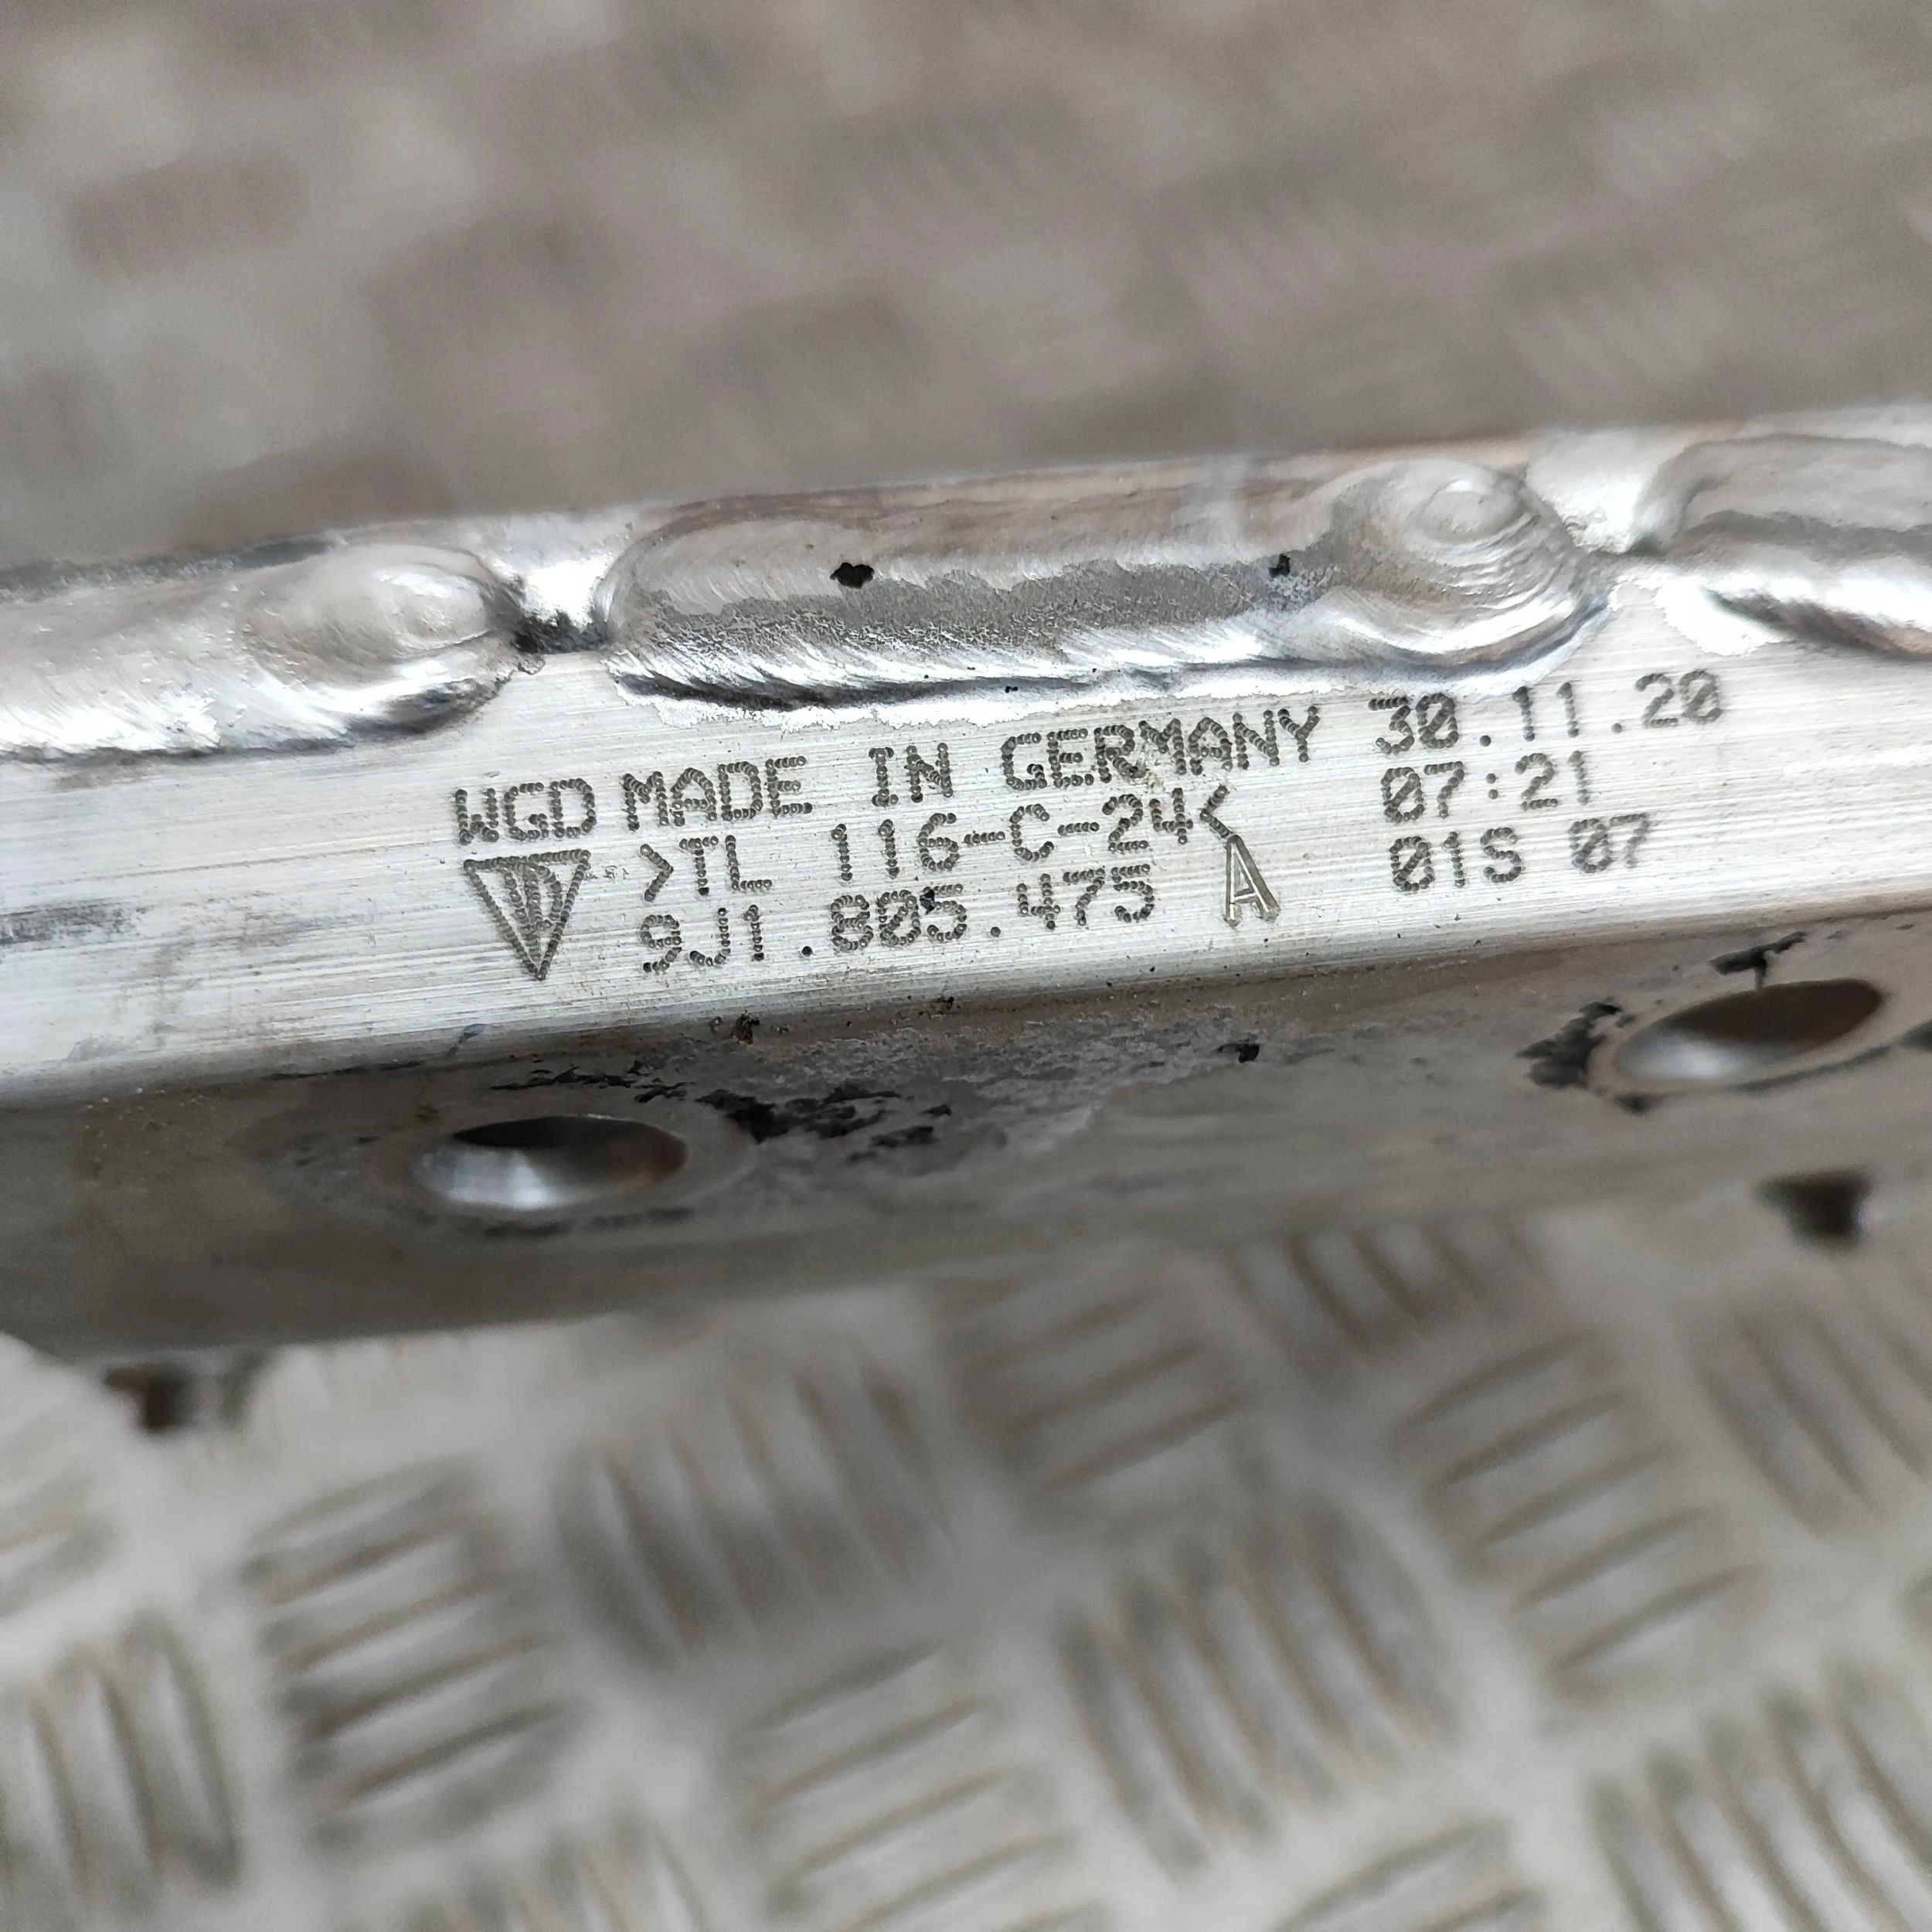 WGD MADE IN GERMANY 30.11.20
>TL 116-C-24< 07:21
9J1.805.475 A 01S 07